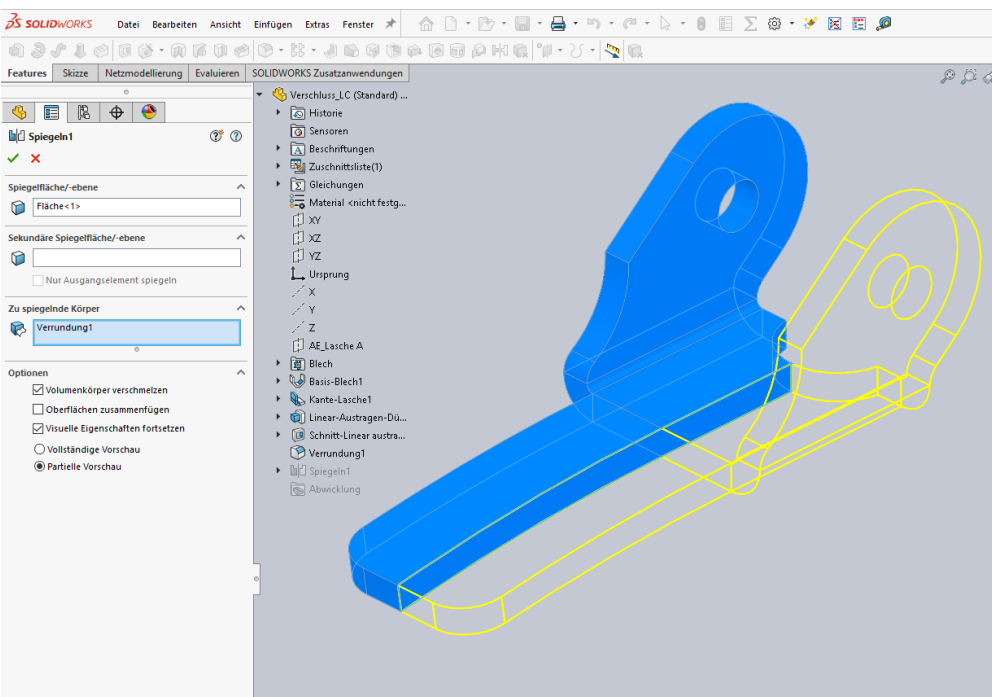 SOLIDWORKS Datei Bearbeiten Ansicht Einfügen Extras Fenster
Features Skizze Netzmodellierung Evaluieren SOLIDWORKS Zusatzanwendungen
Spiegeln1
Spiegelfläche/-ebene
Fläche<1>
Sekundäre Spiegelfläche/-ebene
Nur Ausgangselement spiegeln
Zu spiegelnde Körper
Verrundung1
Optionen
Volumenkörper verschmelzen
Oberflächen zusammenfügen
Visuelle Eigenschaften fortsetzen
Vollständige Vorschau
Partielle Vorschau
Verschluss_LC (Standard) ...
Historie
Sensoren
Beschriftungen
Zuschnittsliste(1)
Gleichungen
Material <nicht festg...
XY
XZ
YZ
Ursprung
X
Y
Z
AE_Lasche A
Blech
Basis-Blech1
Kante-Lasche1
Linear-Austragen-Dü...
Schnitt-Linear austra...
Verrundung1
Spiegeln1
Abwicklung